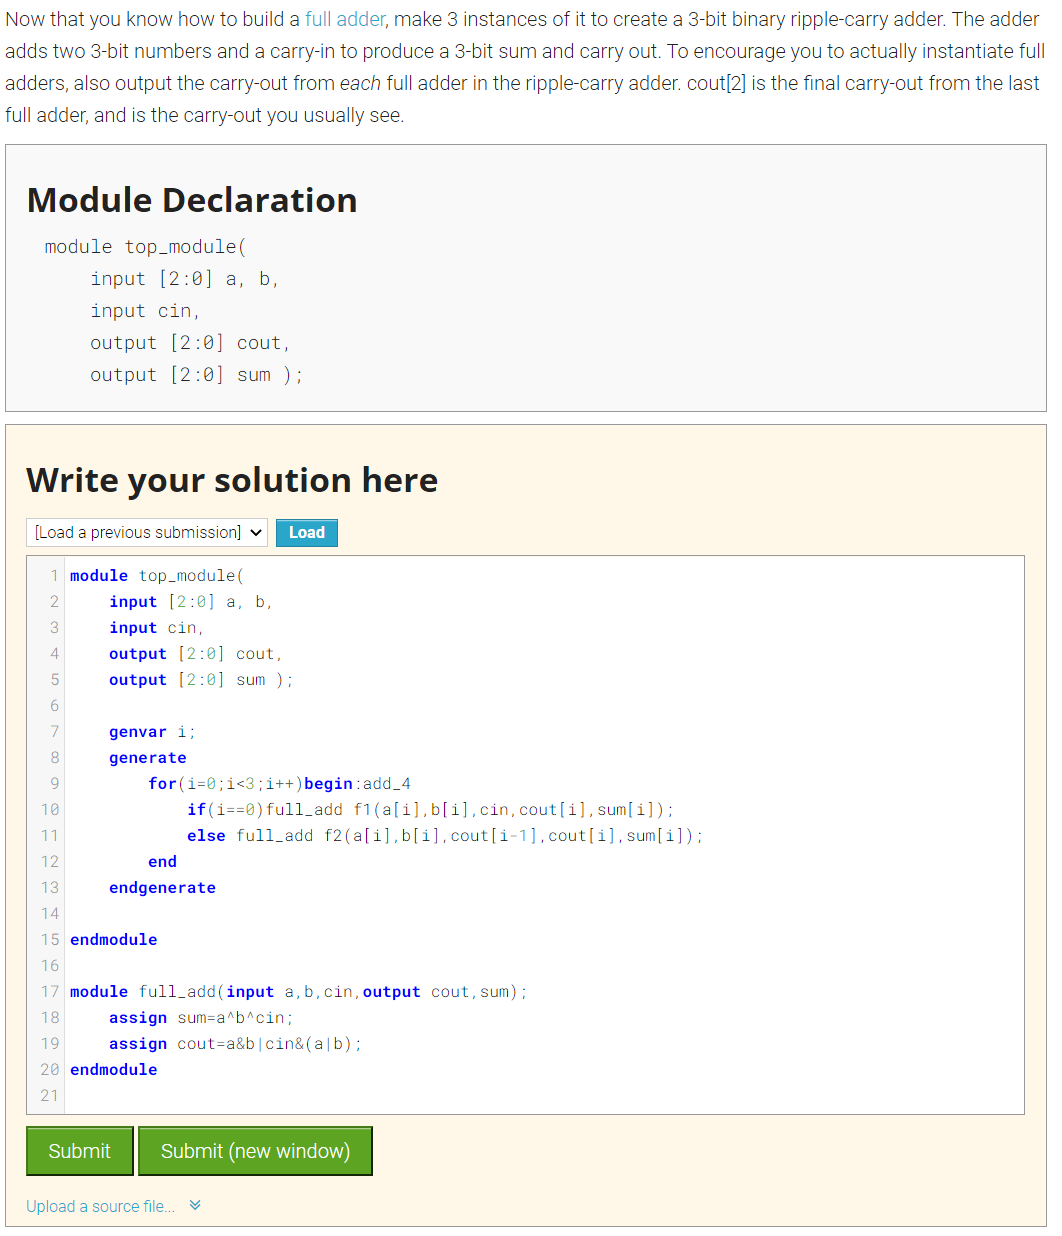 Now that you know how to build a full adder, make 3 instances of it to create a 3-bit binary ripple-carry adder. The adder
adds two 3-bit numbers and a carry-in to produce a 3-bit sum and carry out. To encourage you to actually instantiate full
adders, also output the carry-out from each full adder in the ripple-carry adder. cout[2] is the final carry-out from the last
full adder, and is the carry-out you usually see.
Module Declaration
module top_module(
    input [2:0] a, b,
    input cin,
    output [2:0] cout,
    output [2:0] sum );
Write your solution here
[Load a previous submission] Load
1 module top_module(
2     input [2:0] a, b,
3     input cin,
4     output [2:0] cout,
5     output [2:0] sum );
6
7     genvar i;
8     generate
9         for(i=0;i<3;i++)begin:add_4
10             if(i==0)full_add f1(a[i],b[i],cin,cout[i],sum[i]);
11             else full_add f2(a[i],b[i],cout[i-1],cout[i],sum[i]);
12         end
13     endgenerate
14
15 endmodule
16
17 module full_add(input a,b,cin,output cout,sum);
18     assign sum=a^b^cin;
19     assign cout=a&b|cin&(a|b);
20 endmodule
21
Submit Submit (new window)
Upload a source file...